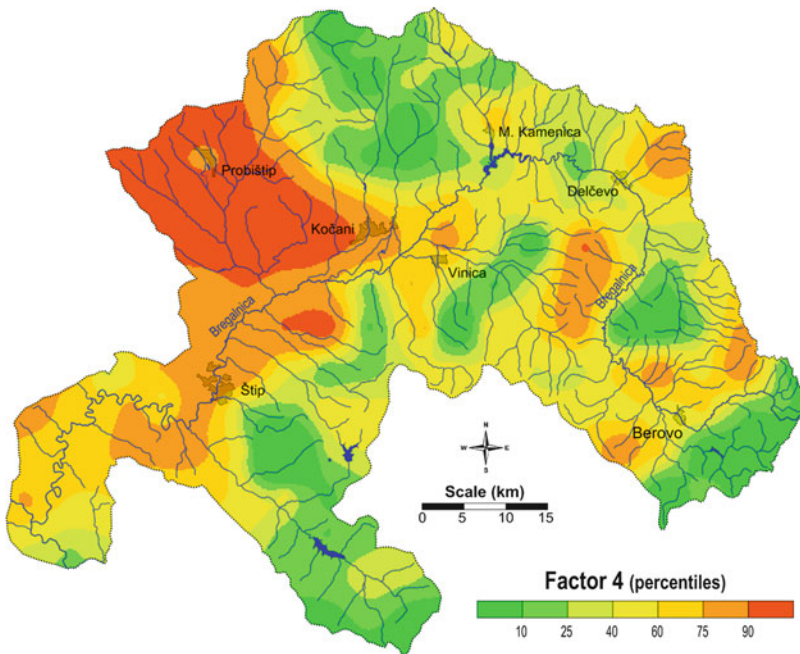 M. Kamenica
Probištip
Delčevo
Kočani
Vinica
Bregalnica
Bregalnica
Štip
Berovo
N
W E
S
Scale (km)
0 5 10 15
Factor 4 (percentiles)
10 25 40 60 75 90